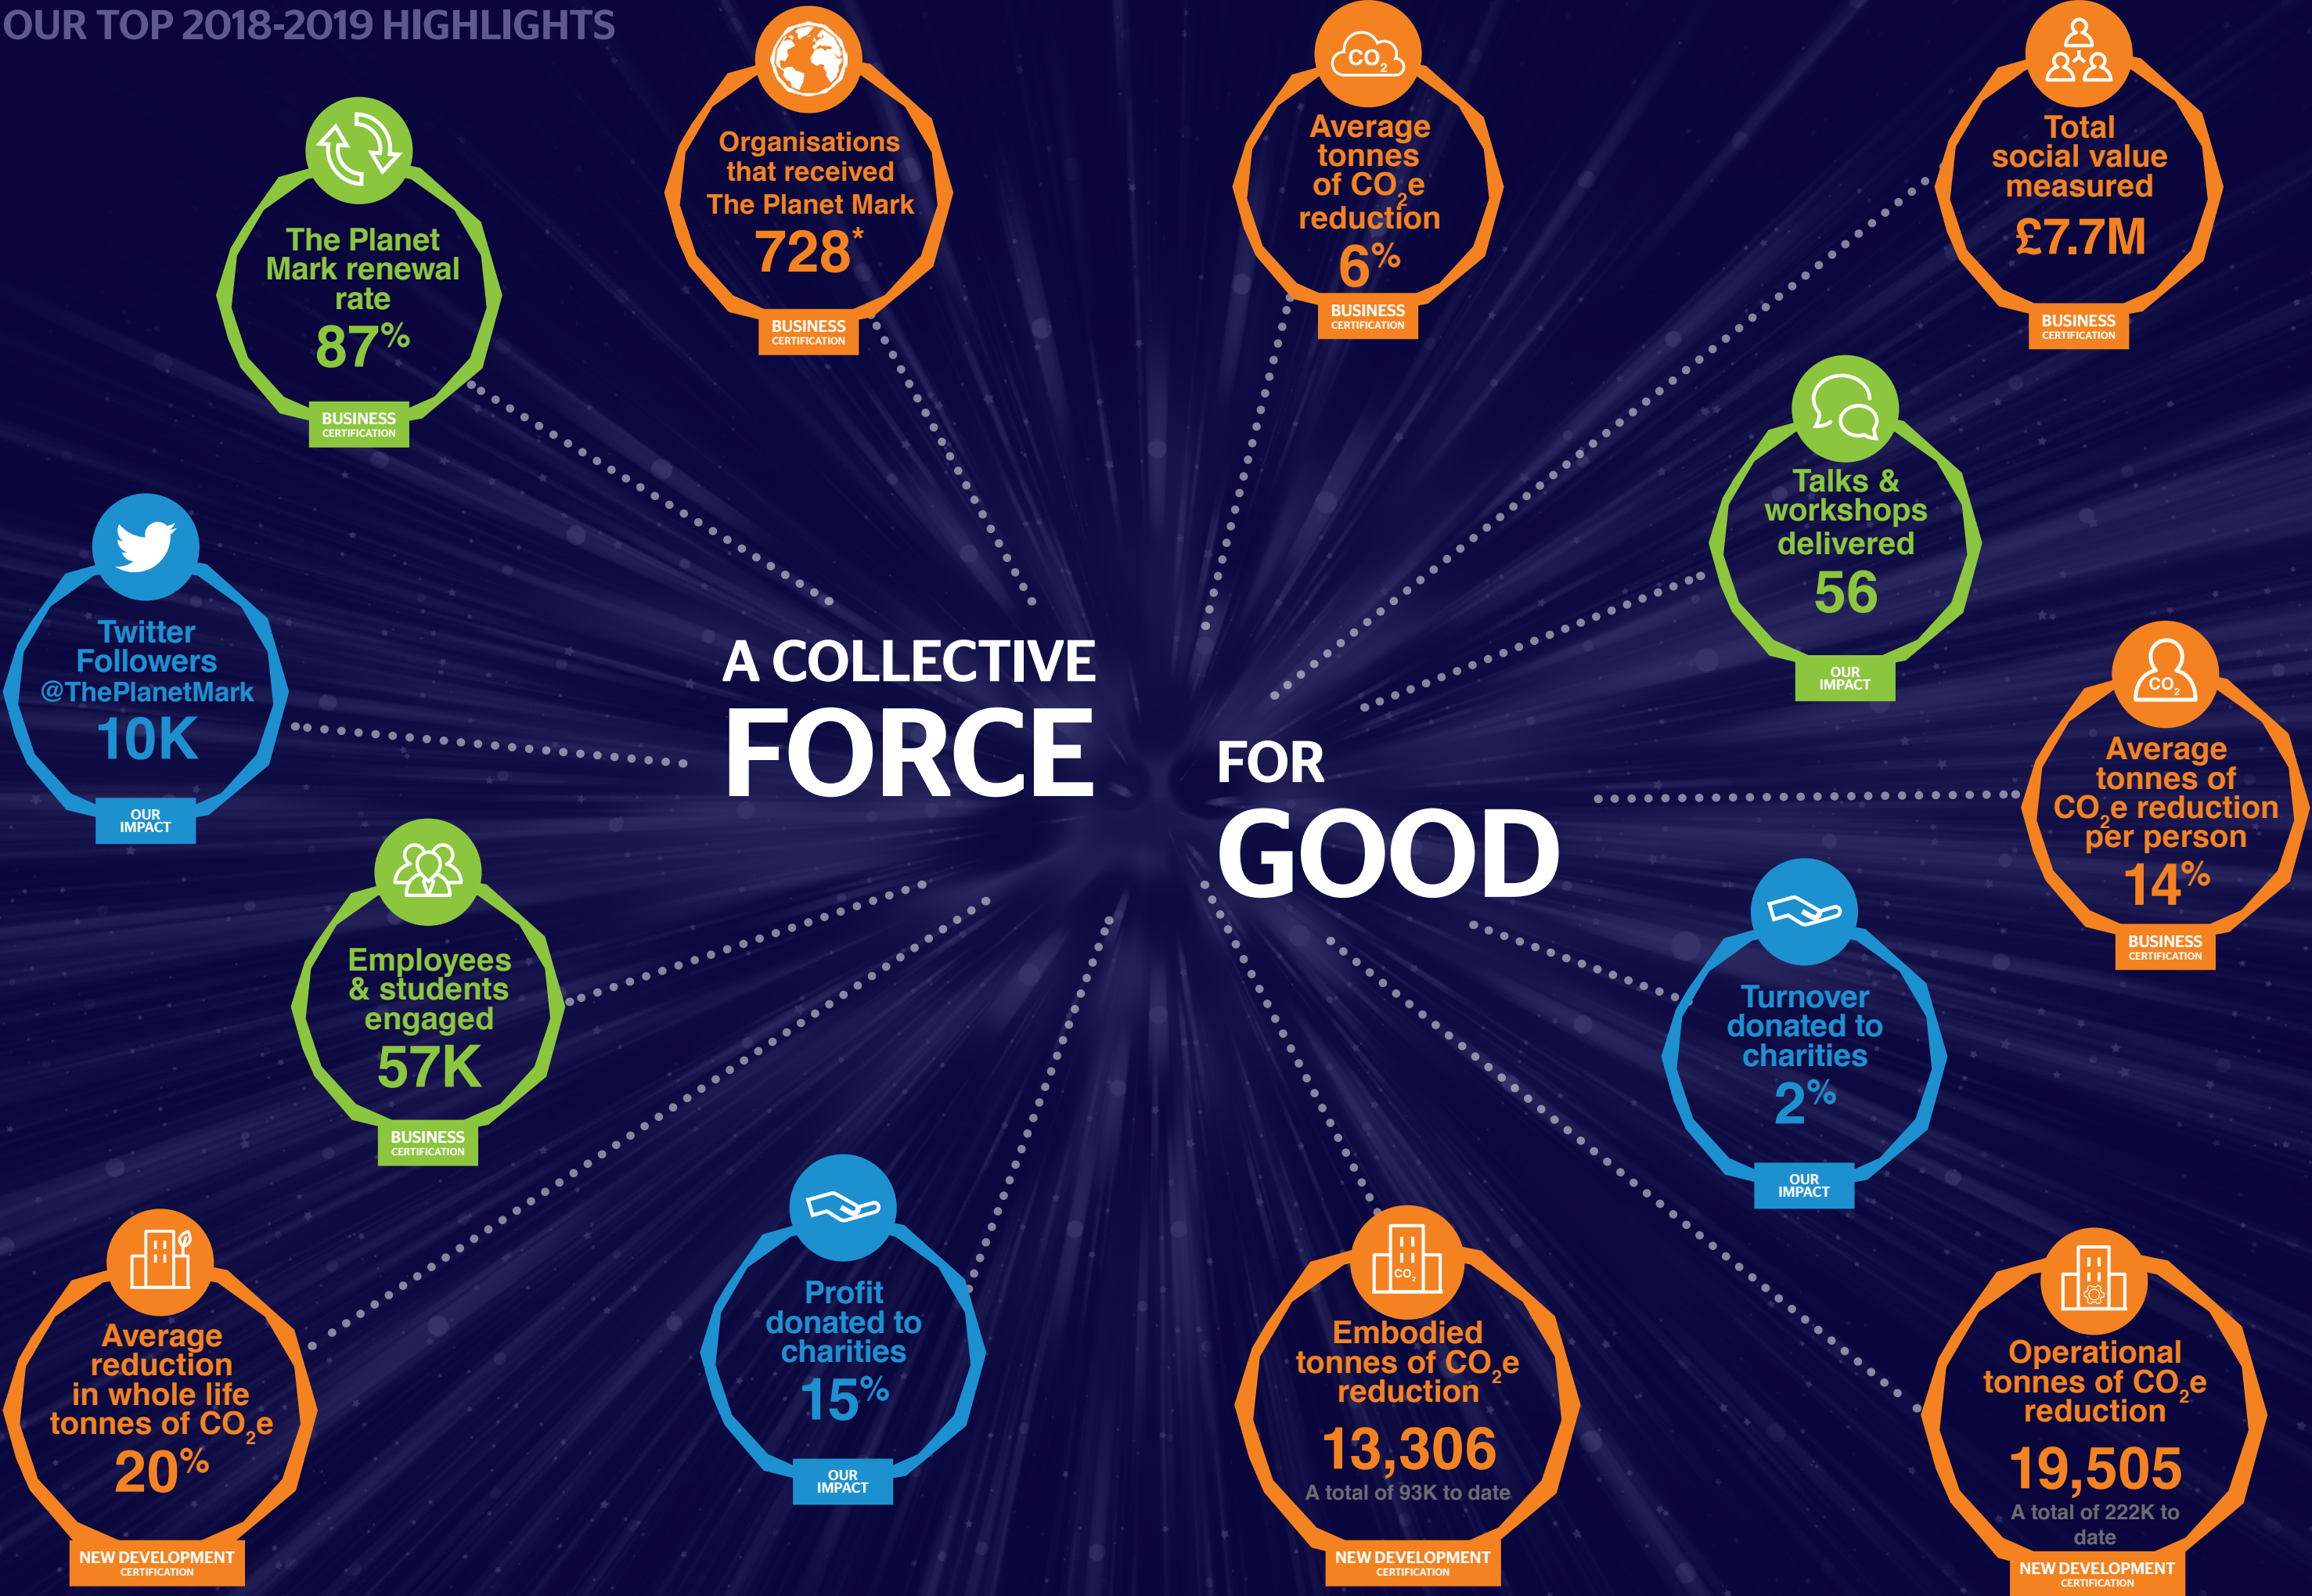 OUR TOP 2018-2019 HIGHLIGHTS
The Planet
Mark renewal
rate
87%
BUSINESS
CERTIFICATION
Organisations
that received
The Planet Mark
728*
BUSINESS
CERTIFICATION
CO2
Average
tonnes
of CO2e
reduction
6%
BUSINESS
CERTIFICATION
Total
social value
measured
£7.7M
BUSINESS
CERTIFICATION
Talks &
workshops
delivered
56
OUR
IMPACT
Twitter
Followers
@ThePlanetMark
10K
OUR
IMPACT
A COLLECTIVE
FORCE
FOR
GOOD
CO2
Average
tonnes of
CO2e reduction
per person
14%
BUSINESS
CERTIFICATION
Employees
& students
engaged
57K
BUSINESS
CERTIFICATION
Turnover
donated to
charities
2%
OUR
IMPACT
Average
reduction
in whole life
tonnes of CO2e
20%
NEW DEVELOPMENT
CERTIFICATION
Profit
donated to
charities
15%
OUR
IMPACT
CO2
Embodied
tonnes of CO2e
reduction
13,306
A total of 93K to date
NEW DEVELOPMENT
CERTIFICATION
Operational
tonnes of CO2e
reduction
19,505
A total of 222K to
date
NEW DEVELOPMENT
CERTIFICATION